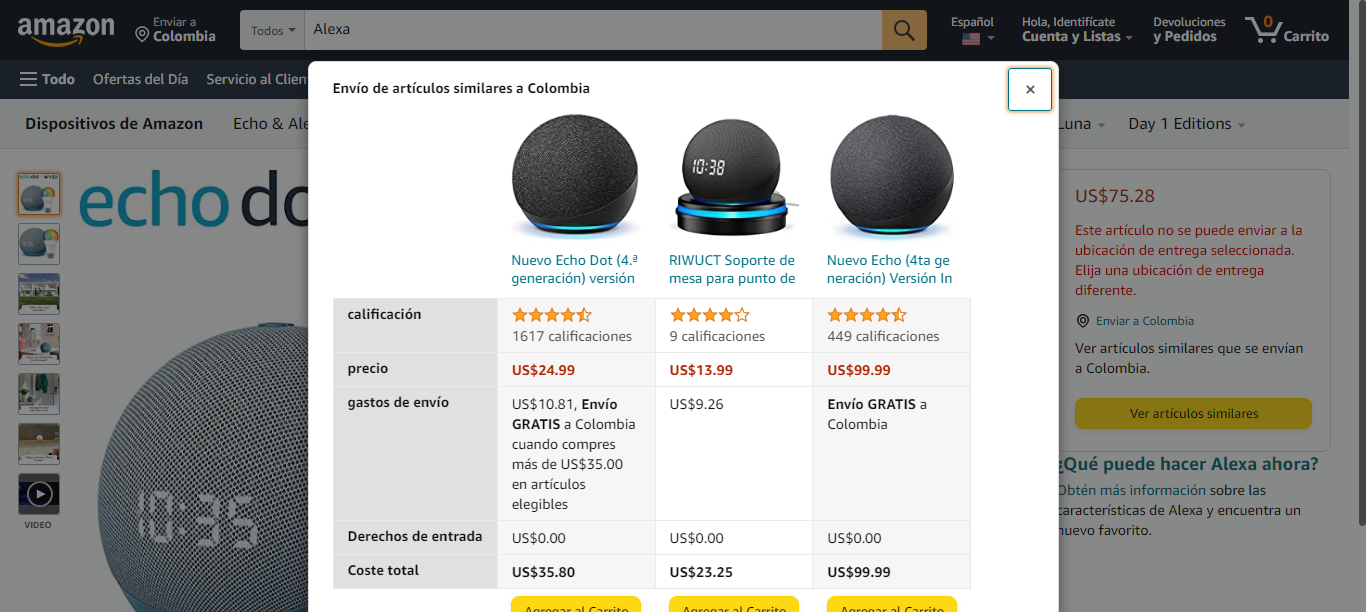 amazon
Enviar a
Colombia
Todos
Alexa
Español
Hola, Identifícate
Cuenta y Listas
Devoluciones
y Pedidos
0
Carrito
Todo
Ofertas del Día
Servicio al Clien
Dispositivos de Amazon
Echo & Ale
Luna
Day 1 Editions
echo do
10:35
VIDEO
Envío de artículos similares a Colombia
×
10:38
Nuevo Echo Dot (4.ª
generación) versión
RIWUCT Soporte de
mesa para punto de
Nuevo Echo (4ta ge
neración) Versión In
calificación
1617 calificaciones
9 calificaciones
449 calificaciones
precio
US$24.99
US$13.99
US$99.99
gastos de envío
US$10.81, Envío
GRATIS a Colombia
cuando compres
más de US$35.00
en artículos
elegibles
US$9.26
Envío GRATIS a
Colombia
Derechos de entrada
US$0.00
US$0.00
US$0.00
Coste total
US$35.80
US$23.25
US$99.99
Agregar al Carrito
Agregar al Carrito
Agregar al Carrito
US$75.28
Este artículo no se puede enviar a la
ubicación de entrega seleccionada.
Elija una ubicación de entrega
diferente.
Enviar a Colombia
Ver artículos similares que se envían
a Colombia.
Ver artículos similares
¿Qué puede hacer Alexa ahora?
Obtén más información sobre las
características de Alexa y encuentra un
nuevo favorito.